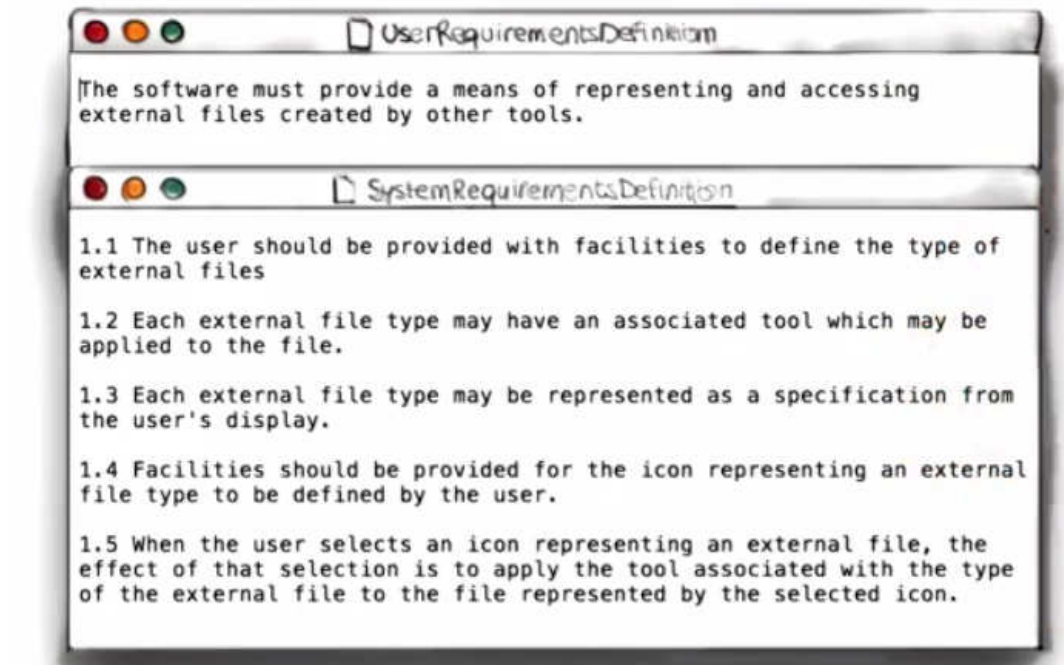 UserRequirementsDefinition
The software must provide a means of representing and accessing
external files created by other tools.
SystemRequirementsDefinition
1.1 The user should be provided with facilities to define the type of
external files
1.2 Each external file type may have an associated tool which may be
applied to the file.
1.3 Each external file type may be represented as a specification from
the user's display.
1.4 Facilities should be provided for the icon representing an external
file type to be defined by the user.
1.5 When the user selects an icon representing an external file, the
effect of that selection is to apply the tool associated with the type
of the external file to the file represented by the selected icon.